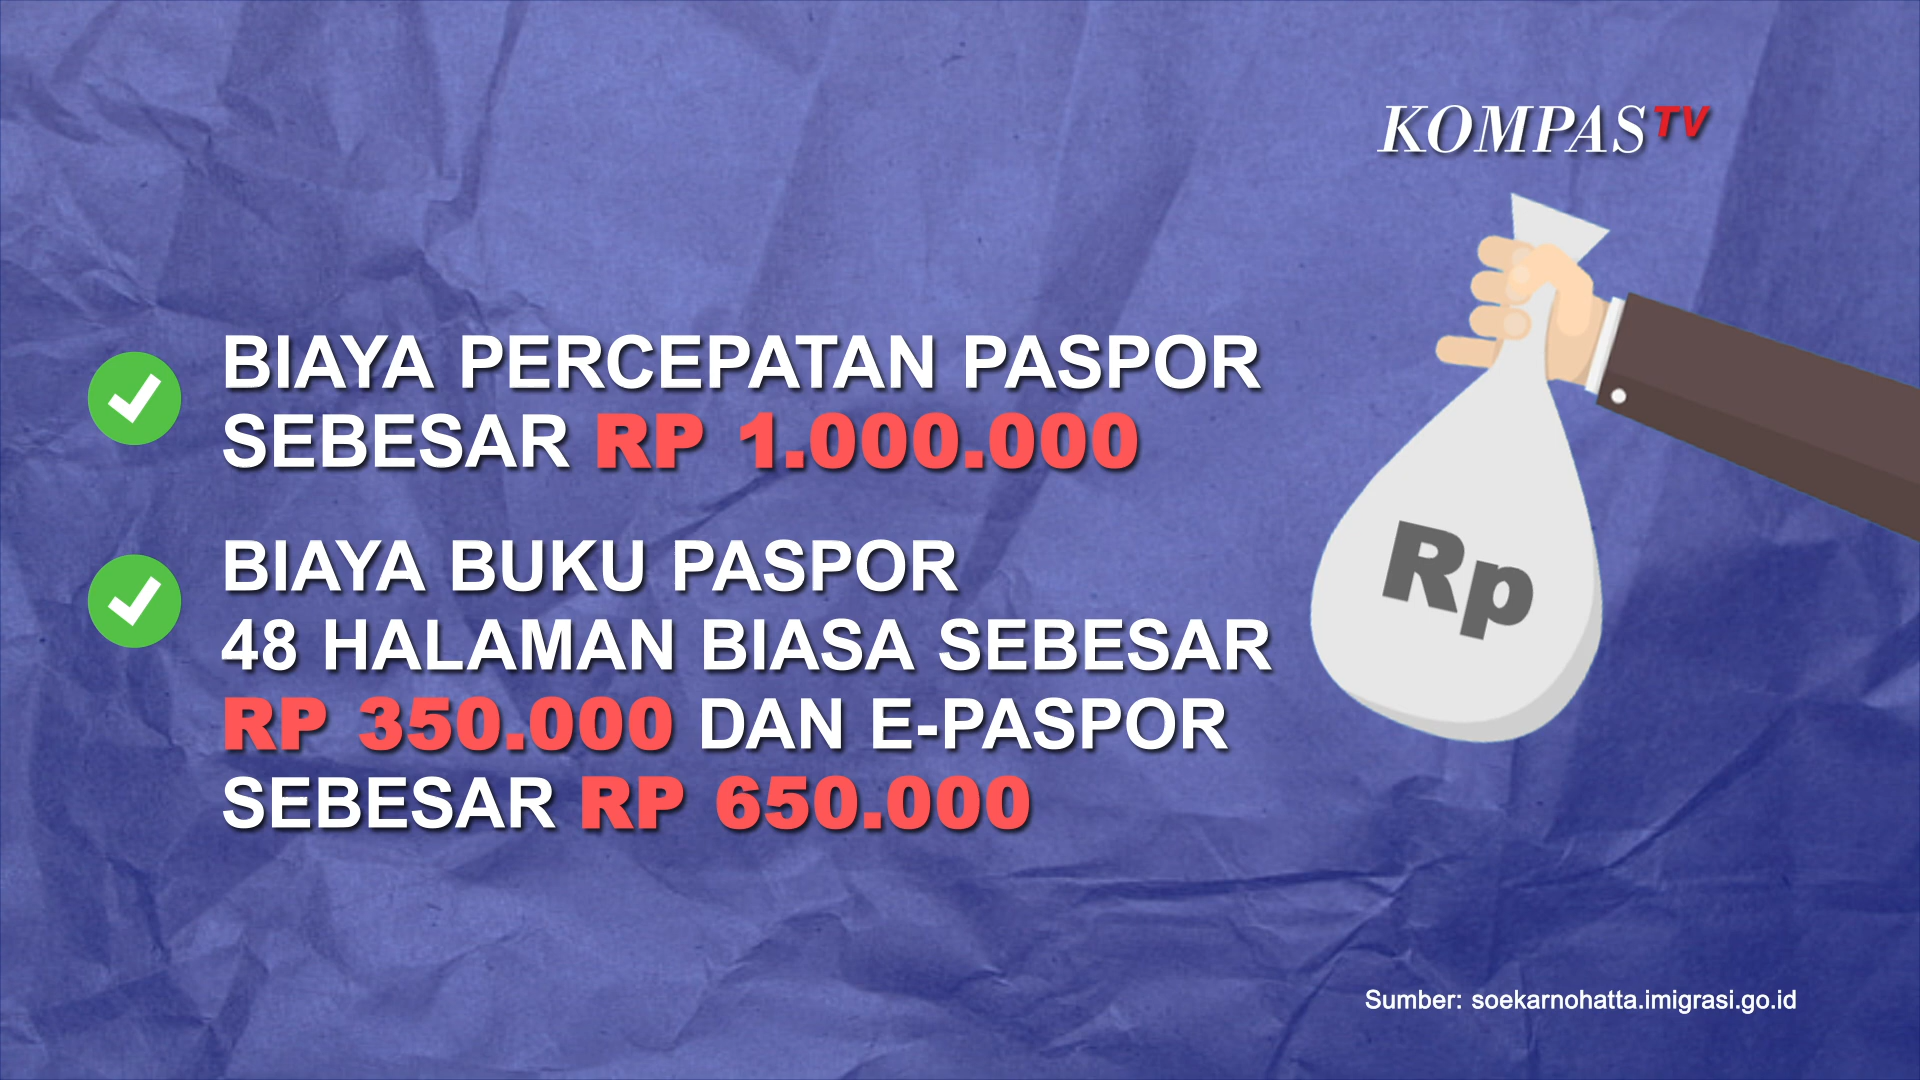 KOMPAS TV
BIAYA PERCEPATAN PASPOR
SEBESAR RP 1.000.000
BIAYA BUKU PASPOR
48 HALAMAN BIASA SEBESAR
RP 350.000 DAN E-PASPOR
SEBESAR RP 650.000
Rp
Sumber: soekarnohatta.imigrasi.go.id